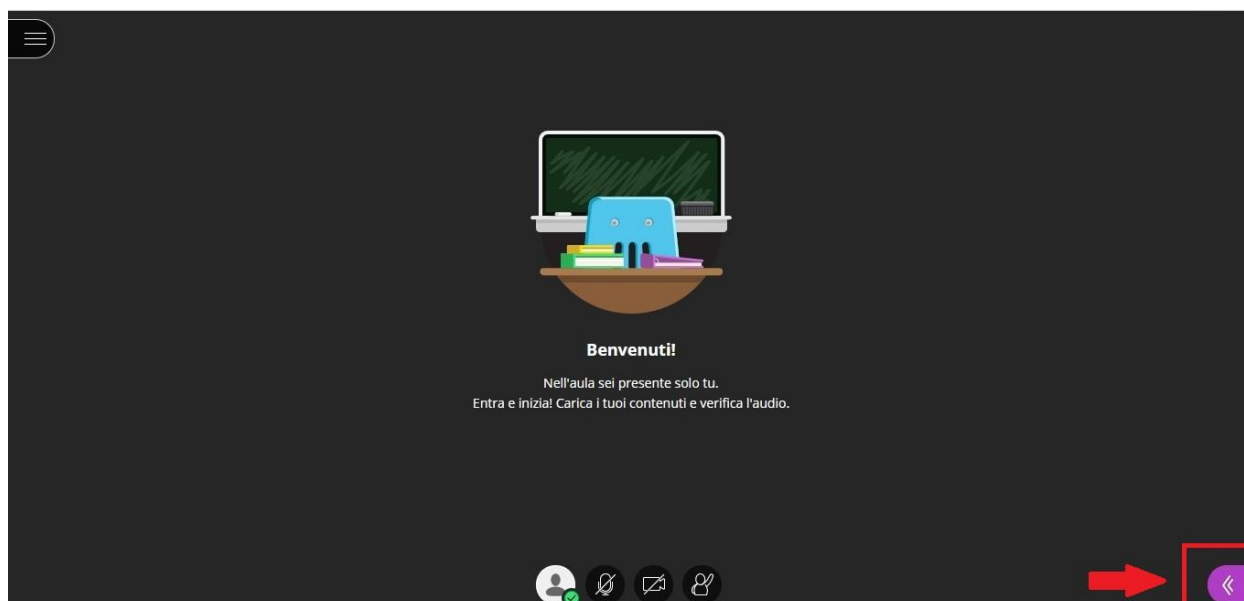 Benvenuti!
Nell'aula sei presente solo tu.
Entra e inizia! Carica i tuoi contenuti e verifica l'audio.